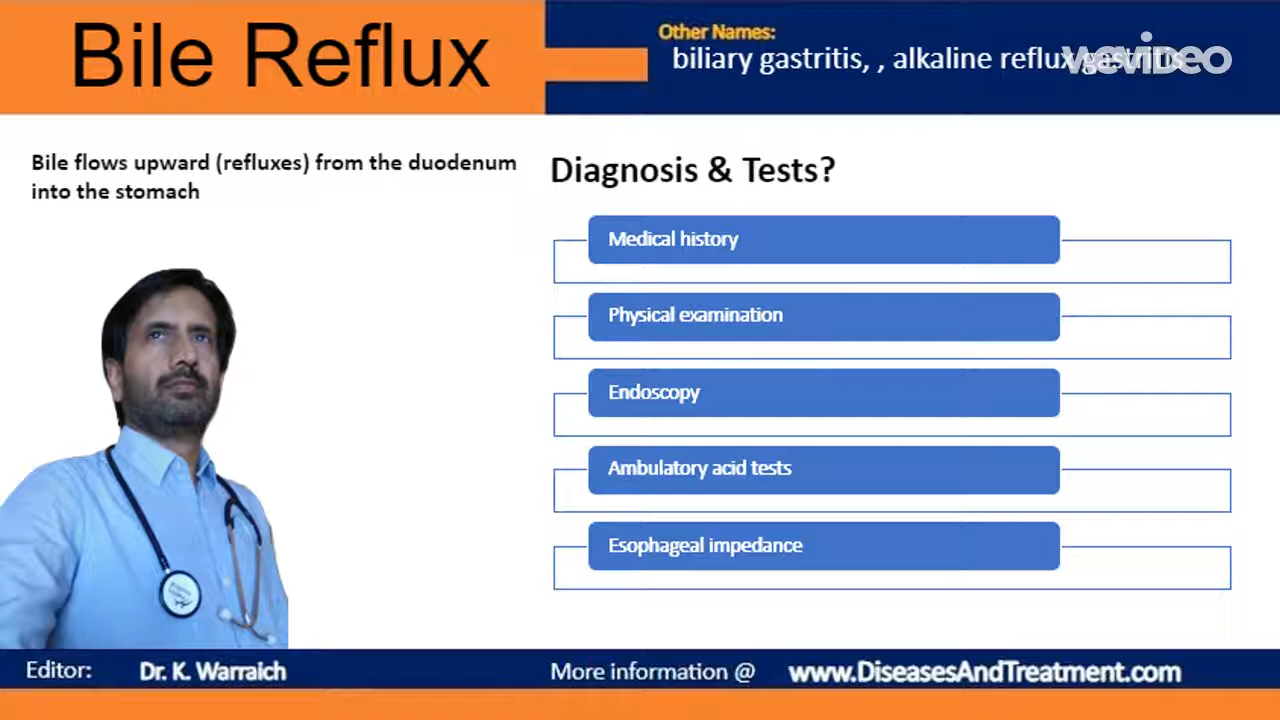 Bile Reflux
Other Names:
biliary gastritis, , alkaline reflux gastritis
wevideo
Bile flows upward (refluxes) from the duodenum
into the stomach
Diagnosis & Tests?
Medical history
Physical examination
Endoscopy
Ambulatory acid tests
Esophageal impedance
Editor: Dr. K. Warraich
More information @ www.DiseasesAndTreatment.com